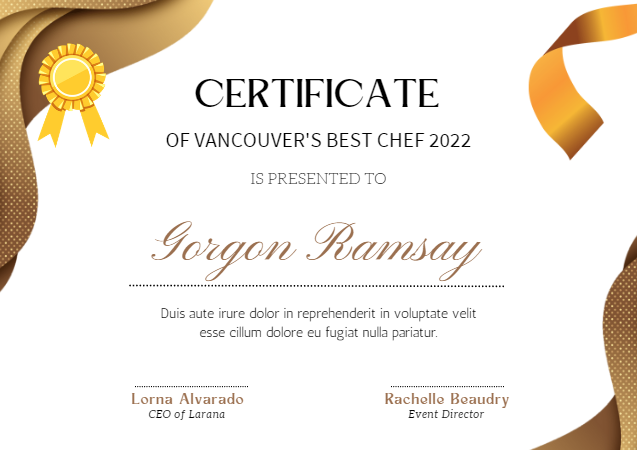 CERTIFICATE
OF VANCOUVER'S BEST CHEF 2022
IS PRESENTED TO
Gorgon Ramsay
Duis aute irure dolor in reprehenderit in voluptate velit
esse cillum dolore eu fugiat nulla pariatur.
Lorna Alvarado
CEO of Larana
Rachelle Beaudry
Event Director